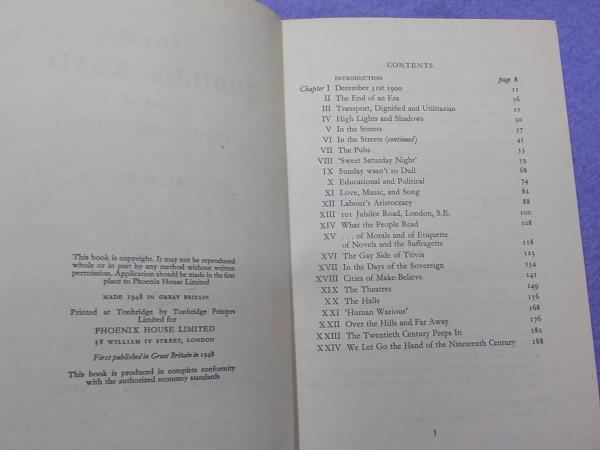 This book is copyright. It may not be reproduced
whole or in part by any method without written
permission. Application should be made in the first
place to Phoenix House Limited
MADE 1948 IN GREAT BRITAIN
Printed at Tonbridge by Tonbridge Printers
Limited for
PHOENIX HOUSE LIMITED
38 WILLIAM IV STREET, LONDON
First published in Great Britain in 1948
This book is produced in complete conformity
with the authorized economy standards
CONTENTS
INTRODUCTION page 8
Chapter I December 31st 1900 11
II The End of an Era 16
III Transport, Dignified and Utilitarian 21
IV High Lights and Shadows 30
V In the Streets 37
VI In the Streets (continued) 45
VII The Pubs 53
VIII 'Sweet Saturday Night' 59
IX Sunday wasn't so Dull 68
X Educational and Political 74
XI Love, Music, and Song 82
XII Labour's Aristocracy 88
XIII 101 Jubilee Road, London, S.E. 100
XIV What the People Read 108
XV . . . of Morals and of Etiquette
of Novels and the Suffragette 118
XVI The Gay Side of Trivia 125
XVII In the Days of the Sovereign 134
XVIII Cities of Make-Believe 141
XIX The Theatres 149
XX The Halls 156
XXI 'Human Warious' 168
XXII Over the Hills and Far Away 176
XXIII The Twentieth Century Peeps In 182
XXIV We Let Go the Hand of the Nineteenth Century 188
5